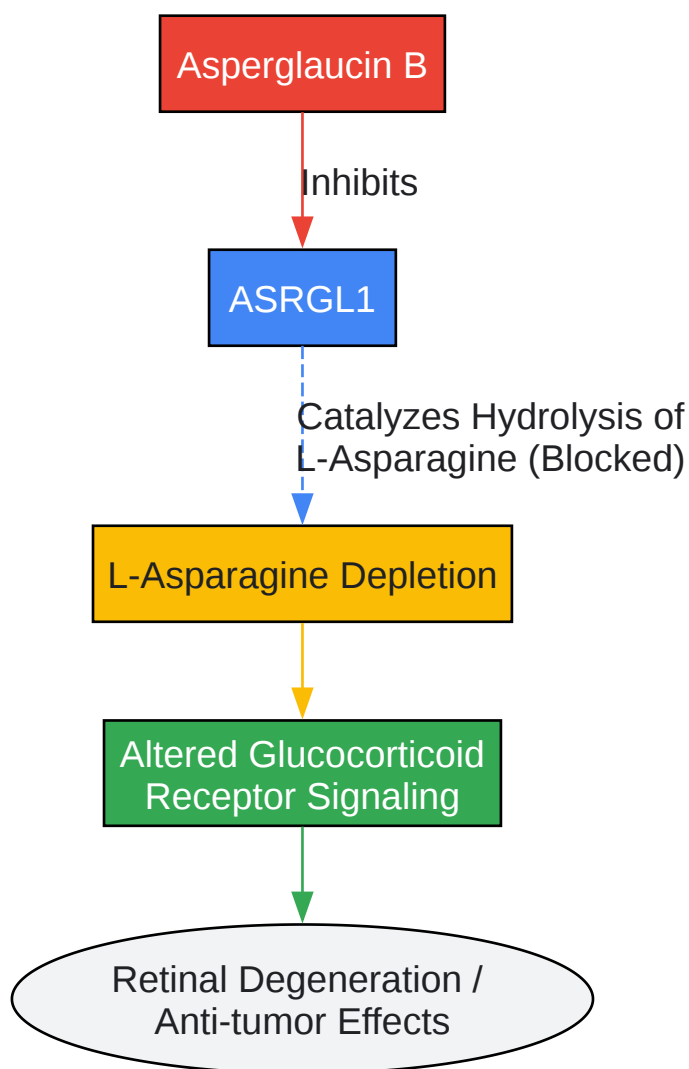 Asperglaucin B
Inhibits
ASRGL1
Catalyzes Hydrolysis of
L-Asparagine (Blocked)
L-Asparagine Depletion
Altered Glucocorticoid
Receptor Signaling
Retinal Degeneration /
Anti-tumor Effects